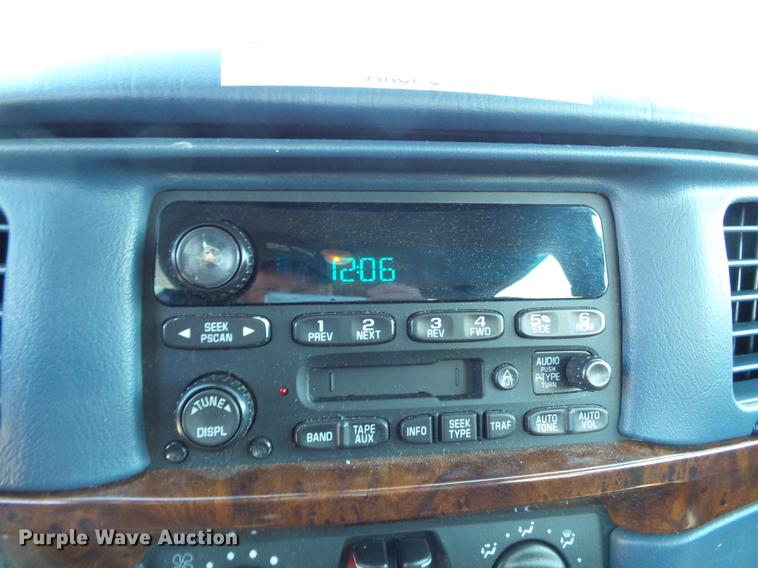 12:06
SEEK
PSCAN
1 2 3 4 5 6
PREV NEXT REV FWD SIDE RDM
AUDIO
PUSH
P-TYPE
TURN
TUNE
DISPL
BAND
TAPE
AUX
INFO
SEEK
TYPE
TRAF
AUTO
TONE
AUTO
VOL
Purple Wave Auction